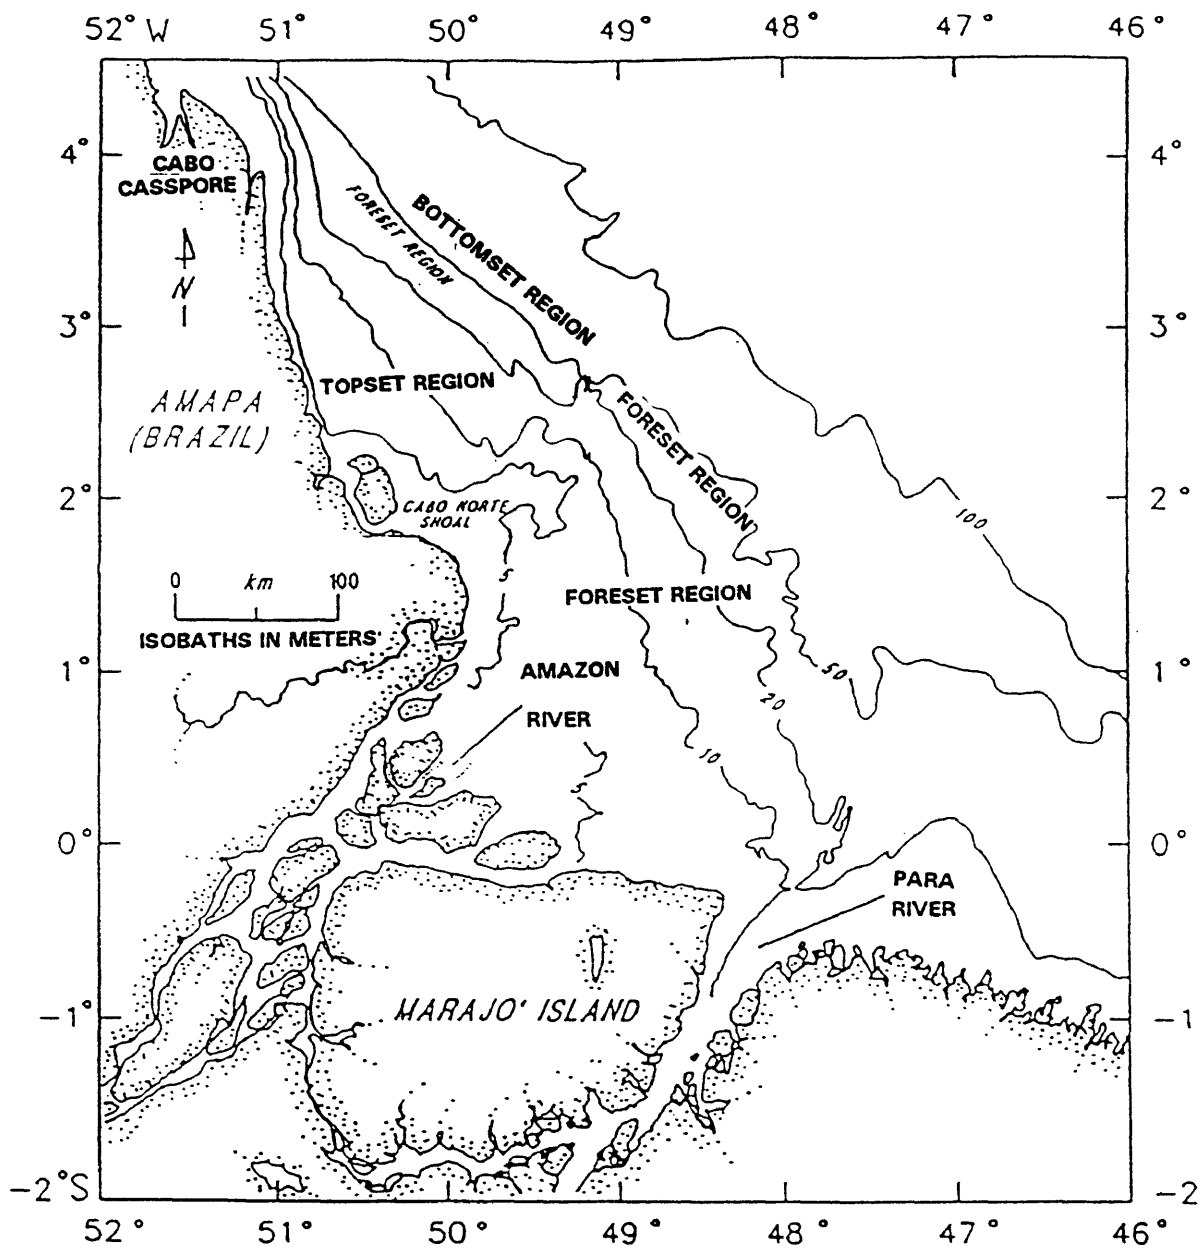 52° W 51° 50° 49° 48° 47° 46°
4° 4°
CABO
CASSPORE
FORESET REGION
BOTTOMSET REGION
N
3° 3°
TOPSET REGION
AMAPA
(BRAZIL)
FORESET REGION
2° 2°
CABO NORTE
SHOAL
100
0 km 100
5
FORESET REGION
ISOBATHS IN METERS
1° 1°
AMAZON
50
20
RIVER
10
5
0° 0°
PARA
RIVER
MARAJO' ISLAND
-1° -1
-2°S -2
52° 51° 50° 49° 48° 47° 46°